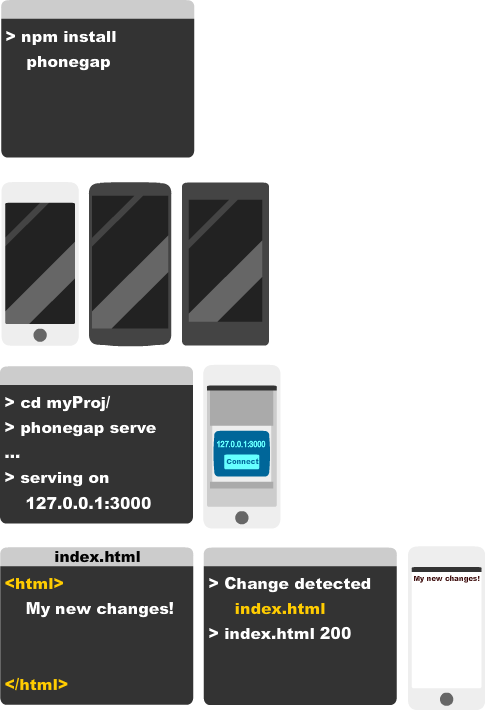 > npm install
phonegap
> cd myProj/
> phonegap serve
...
> serving on
127.0.0.1:3000
127.0.0.1:3000
Connect
index.html
<html>
My new changes!
</html>
> Change detected
index.html
> index.html 200
My new changes!